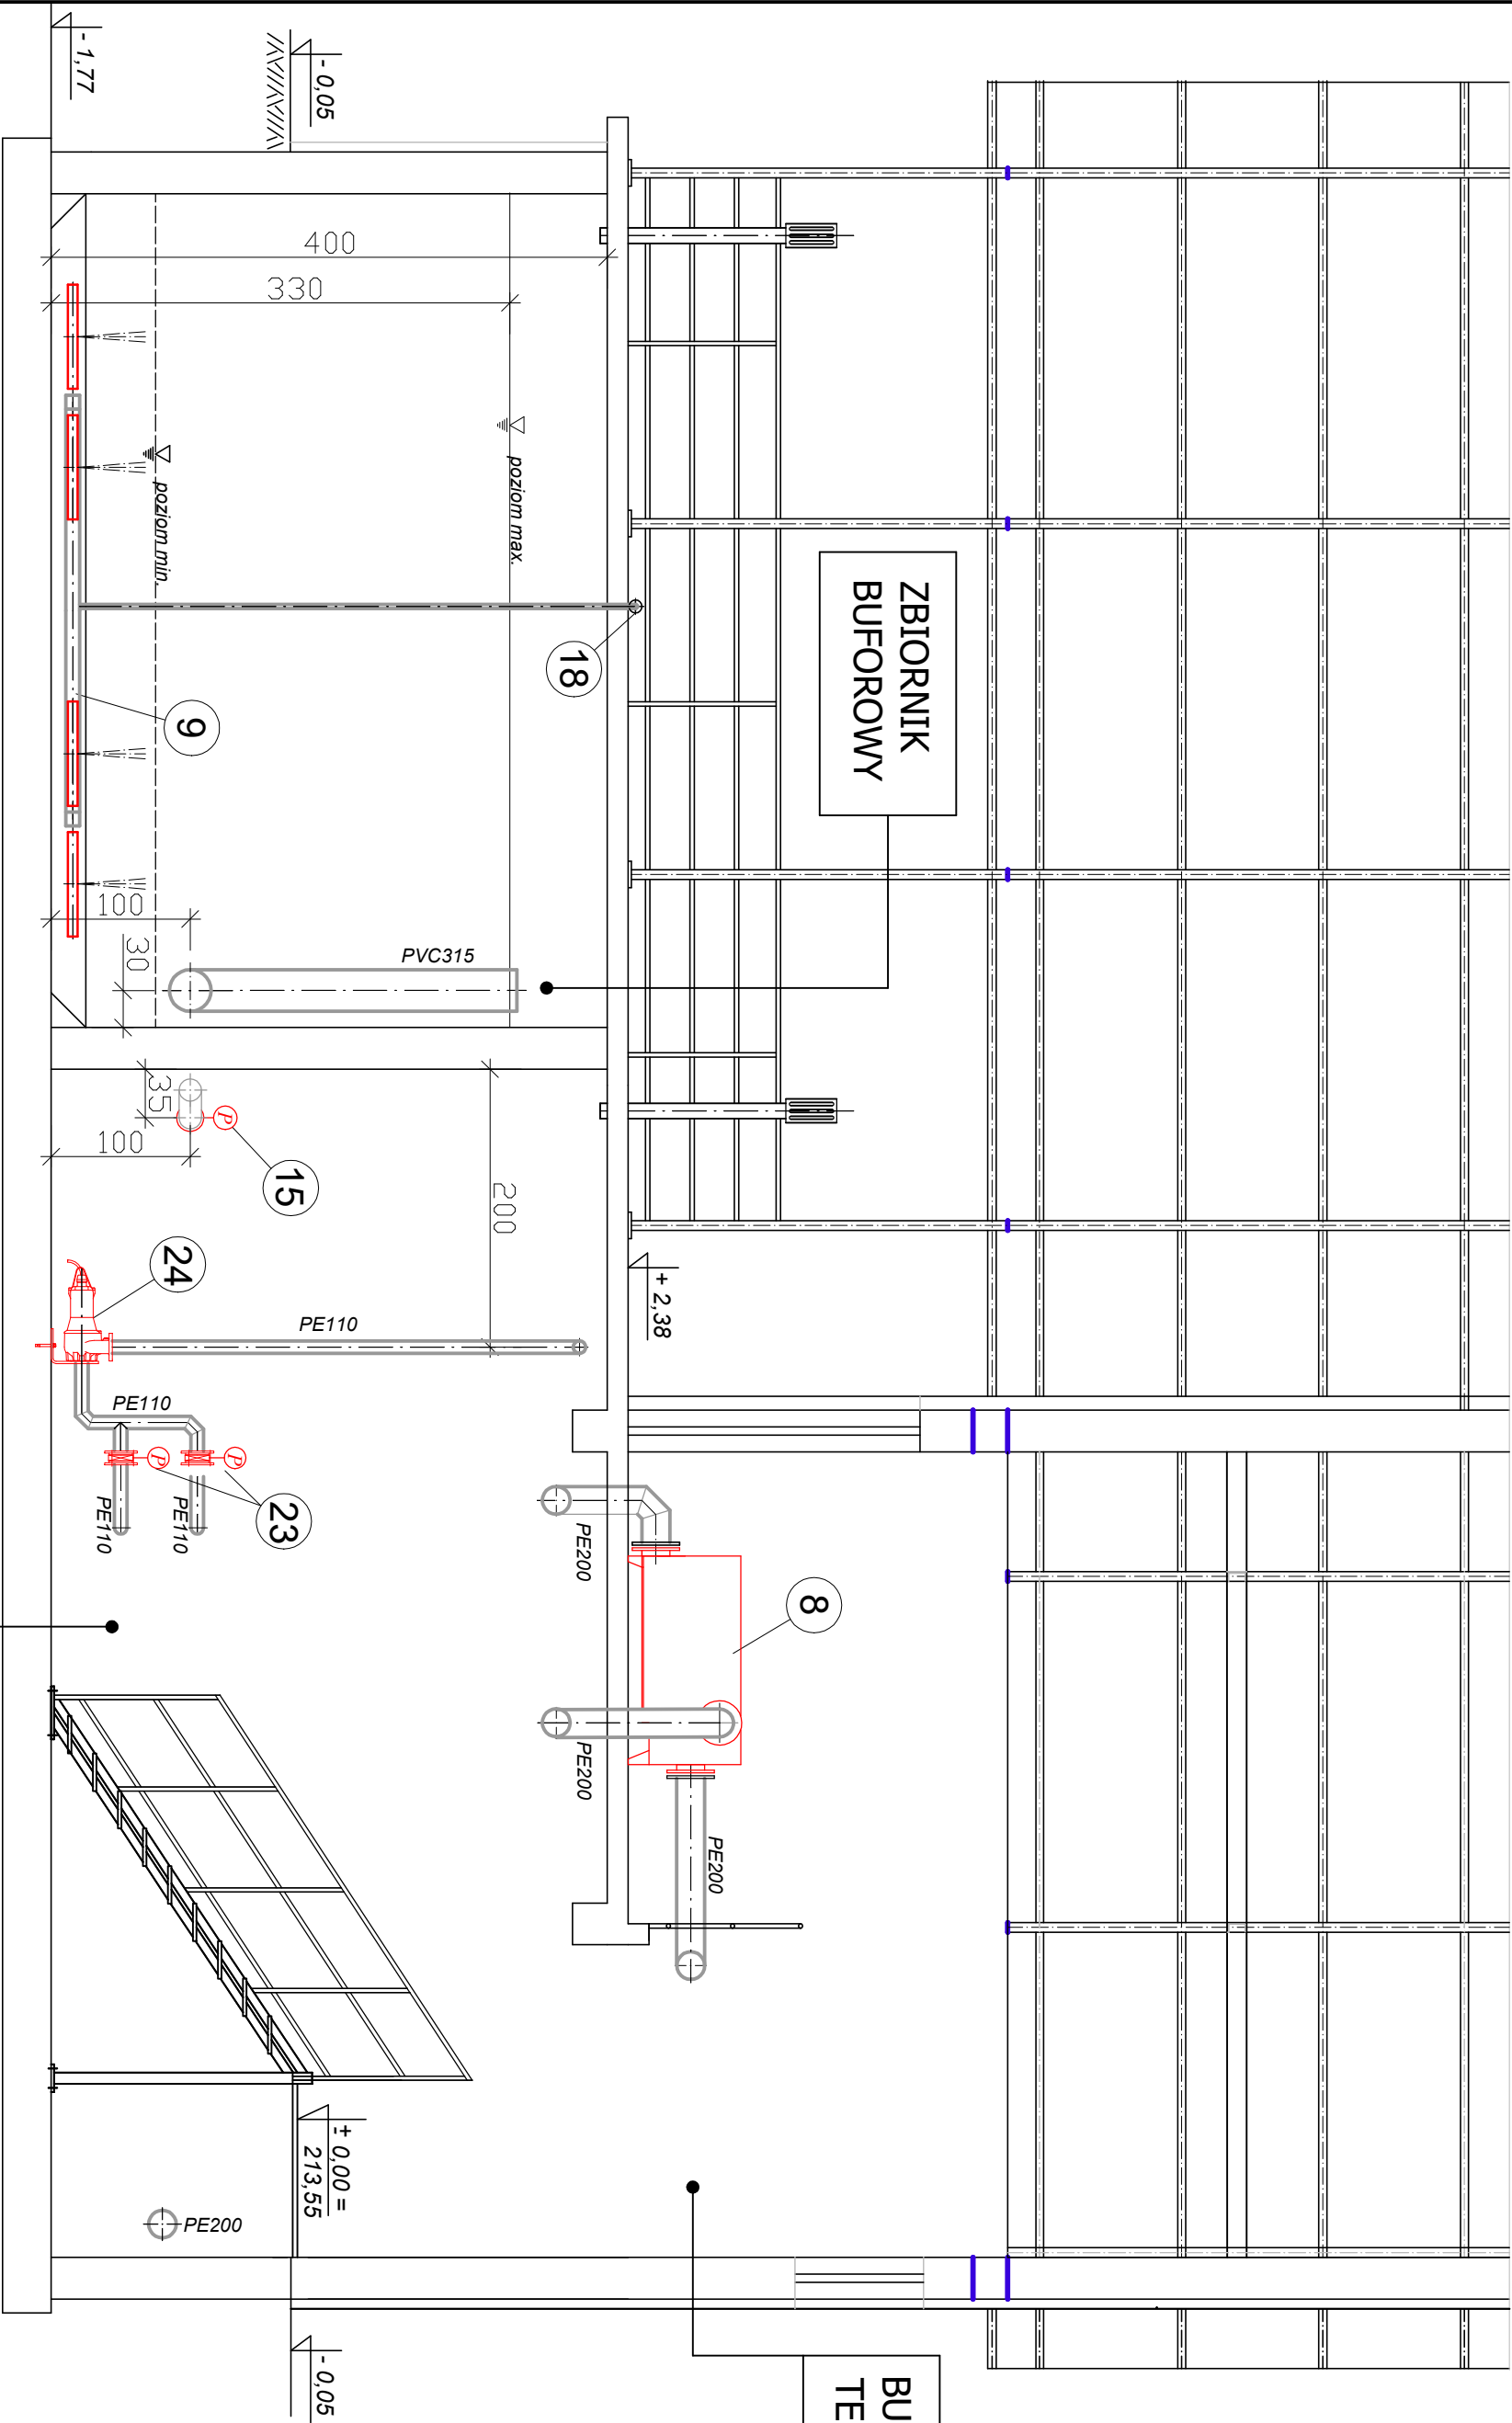 - 1,77
- 0,05
400
330
poziom max.
poziom min.
ZBIORNIK
BUFOROWY
18
9
100
30
PVC315
35
P
15
100
200
24
+ 2,38
PE110
PE110
P
P
23
PE110
PE110
PE200
8
PE200
PE200
± 0,00 =
213,55
PE200
- 0,05
BU
TE